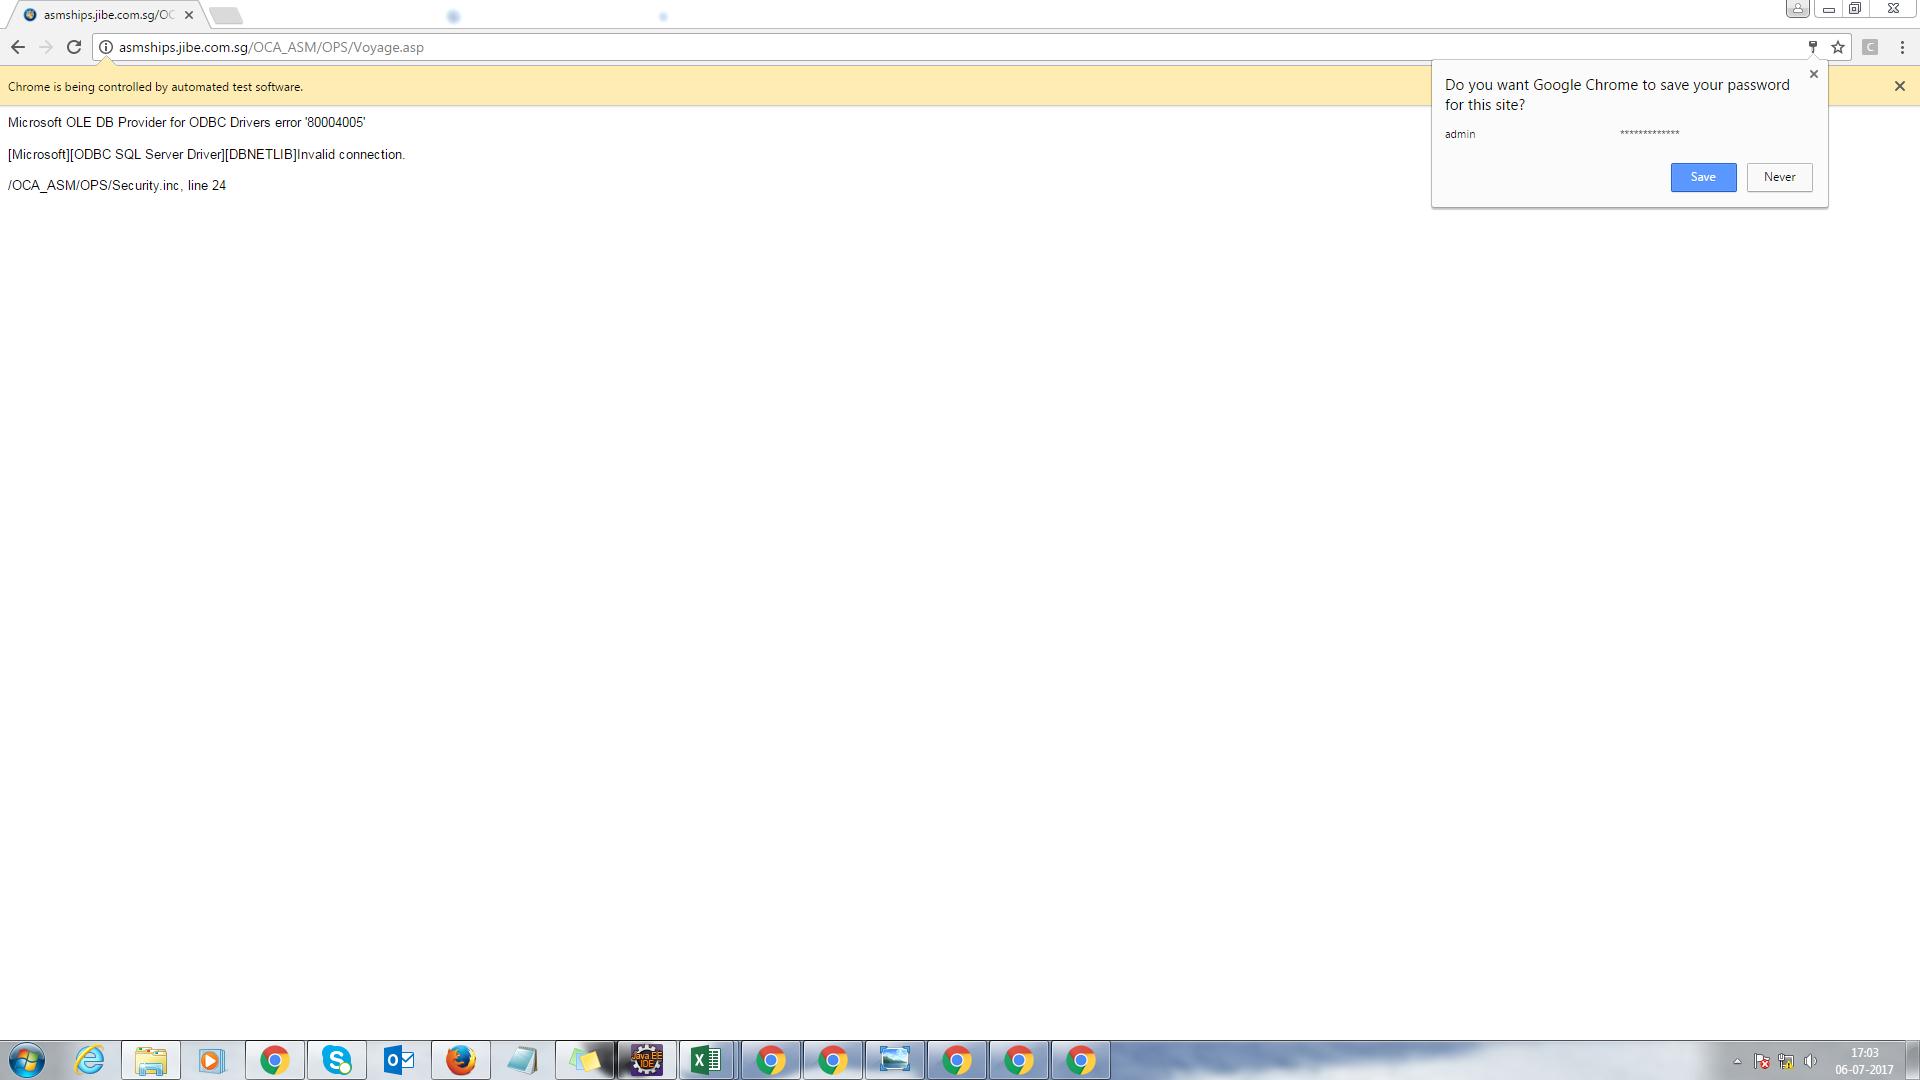 asmships.jibe.com.sg/OC
asmships.jibe.com.sg/OCA_ASM/OPS/Voyage.asp
C
Chrome is being controlled by automated test software.
Do you want Google Chrome to save your password
for this site?
admin *************
Save Never
Microsoft OLE DB Provider for ODBC Drivers error '80004005'
[Microsoft][ODBC SQL Server Driver][DBNETLIB]Invalid connection.
/OCA_ASM/OPS/Security.inc, line 24
Java EE
IDE
17:03
06-07-2017